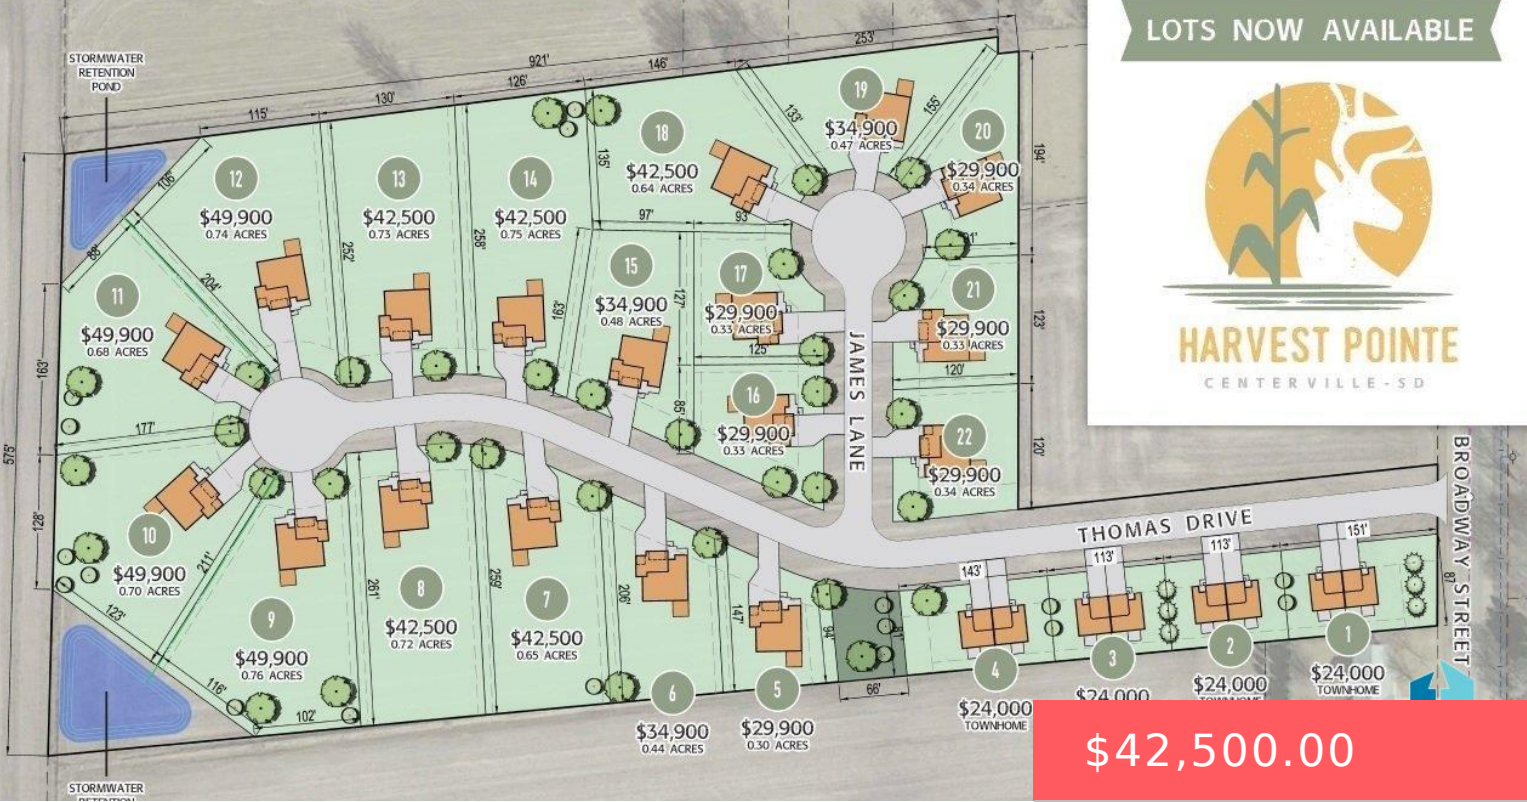 LOTS NOW AVAILABLE
HARVEST POINTE
CENTERVILLE-SD
STORMWATER
RETENTION
POND
921'
253'
115'
130'
126'
146'
12
$49,900
0.74 ACRES
13
$42,500
0.73 ACRES
14
$42,500
0.75 ACRES
18
$42,500
0.64 ACRES
19
$34,900
0.47 ACRES
20
$29,900
0.34 ACRES
106'
88'
204'
252'
258'
135'
133'
155'
194'
97'
93'
11
$49,900
0.68 ACRES
15
$34,900
0.48 ACRES
17
$29,900
0.33 ACRES
21
$29,900
0.33 ACRES
163'
163'
127'
125'
123'
120'
16
$29,900
0.33 ACRES
22
$29,900
0.34 ACRES
85'
120'
JAMES LANE
177'
575'
128'
10
$49,900
0.70 ACRES
211'
123'
9
$49,900
0.76 ACRES
116'
102'
261'
8
$42,500
0.72 ACRES
259'
7
$42,500
0.65 ACRES
206'
6
$34,900
0.44 ACRES
147'
5
$29,900
0.30 ACRES
94'
66'
THOMAS DRIVE
BROADWAY STREET
143'
113'
113'
151'
87'
4
$24,000
TOWNHOME
3
$24,000
2
$24,000
TOWNHOME
1
$24,000
TOWNHOME
STORMWATER
RETENTION
$42,500.00